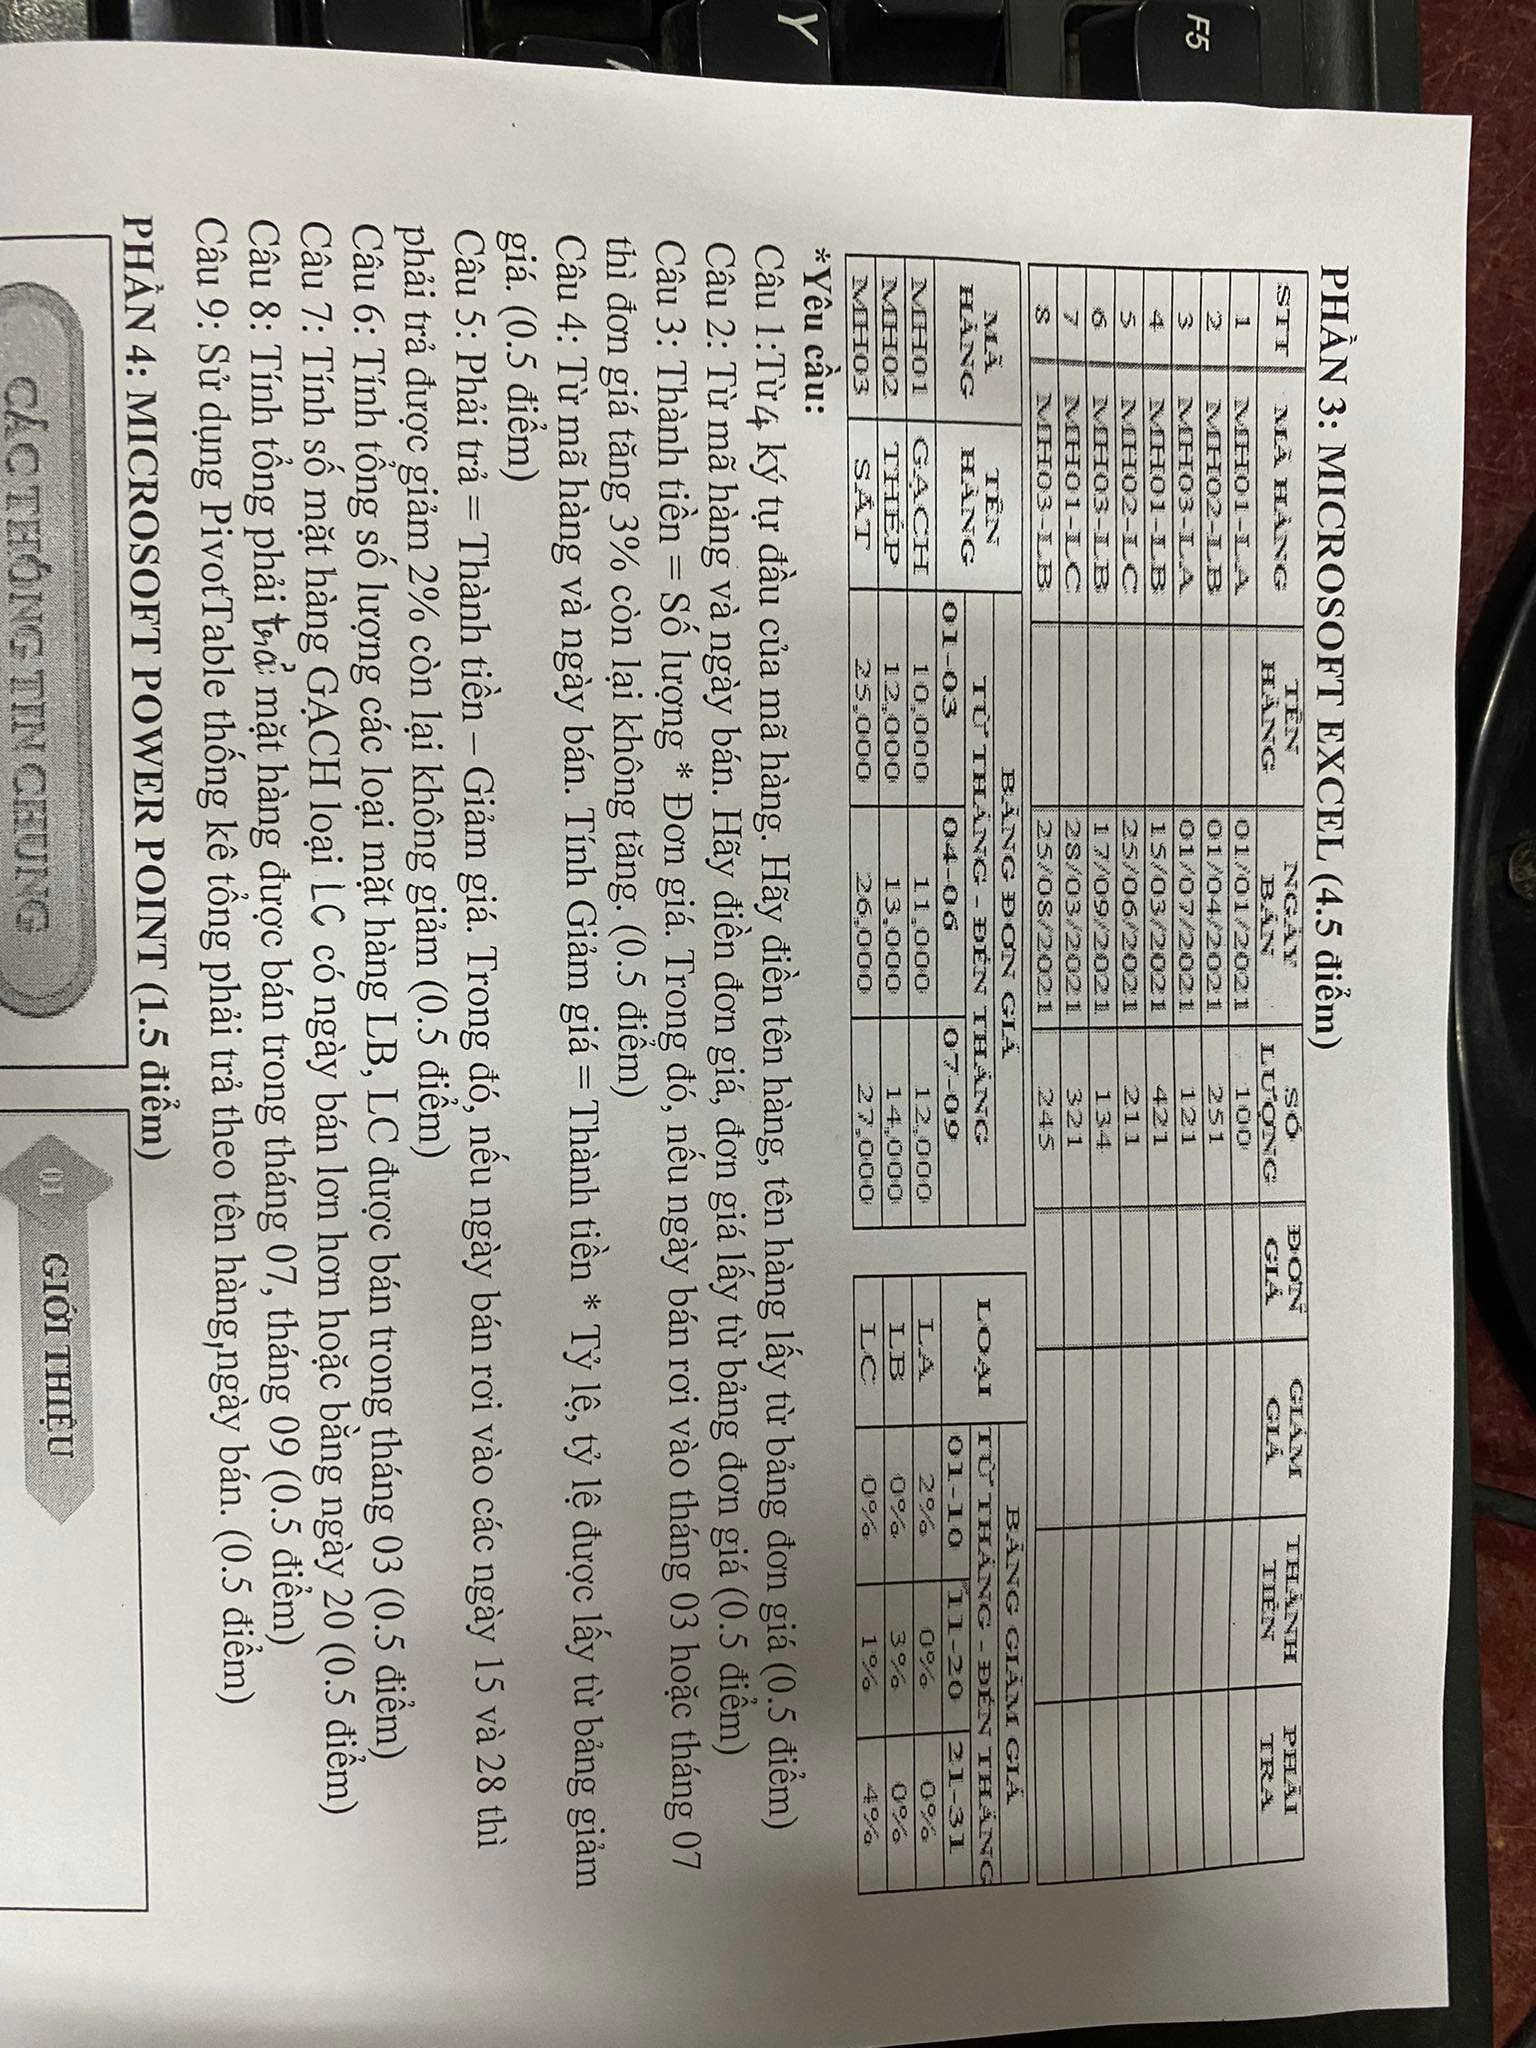 PHẦN 3: MICROSOFT EXCEL (4.5 điểm)
STT MÃ HÀNG TÊN HÀNG NGÀY BÁN SỐ LƯỢNG ĐƠN GIÁ GIẢM GIÁ THÀNH TIỀN PHẢI TRẢ
1 MH01-LA 01/01/2021 100
2 MH02-LB 01/04/2021 251
3 MH03-LA 01/07/2021 121
4 MH01-LB 15/03/2021 421
5 MH02-LC 25/06/2021 211
6 MH03-LB 17/09/2021 134
7 MH01-LC 28/03/2021 321
8 MH03-LB 25/08/2021 245
MÃ HÀNG TÊN HÀNG BẢNG ĐƠN GIÁ
TỪ THÁNG - ĐẾN THÁNG
01-03 04-06 07-09
MH01 GẠCH 10,000 11,000 12,000
MH02 THÉP 12,000 13,000 14,000
MH03 SẮT 25,000 26,000 27,000
LOẠI BẢNG GIẢM GIÁ
TỪ THÁNG - ĐẾN THÁNG
01-10 11-20 21-31
LA 2% 0% 0%
LB 0% 3% 0%
LC 0% 1% 4%
*Yêu cầu:
Câu 1:Từ 4 ký tự đầu của mã hàng. Hãy điền tên hàng, tên hàng lấy từ bảng đơn giá (0.5 điểm)
Câu 2: Từ mã hàng và ngày bán. Hãy điền đơn giá, đơn giá lấy từ bảng đơn giá (0.5 điểm)
Câu 3: Thành tiền = Số lượng * Đơn giá. Trong đó, nếu ngày bán rơi vào tháng 03 hoặc tháng 07
thì đơn giá tăng 3% còn lại không tăng. (0.5 điểm)
Câu 4: Từ mã hàng và ngày bán. Tính Giảm giá = Thành tiền * Tỷ lệ, tỷ lệ được lấy từ bảng giảm
giá. (0.5 điểm)
Câu 5: Phải trả = Thành tiền – Giảm giá. Trong đó, nếu ngày bán rơi vào các ngày 15 và 28 thì
phải trả được giảm 2% còn lại không giảm (0.5 điểm)
Câu 6: Tính tổng số lượng các loại mặt hàng LB, LC được bán trong tháng 03 (0.5 điểm)
Câu 7: Tính số mặt hàng GẠCH loại LC có ngày bán lơn hơn hoặc bằng ngày 20 (0.5 điểm)
Câu 8: Tính tổng phải trả mặt hàng được bán trong tháng 07, tháng 09 (0.5 điểm)
Câu 9: Sử dụng PivotTable thống kê tổng phải trả theo tên hàng,ngày bán. (0.5 điểm)
PHẦN 4: MICROSOFT POWER POINT (1.5 điểm)
CÁC THÔNG TIN CHUNG
01 GIỚI THIỆU
F5
Y